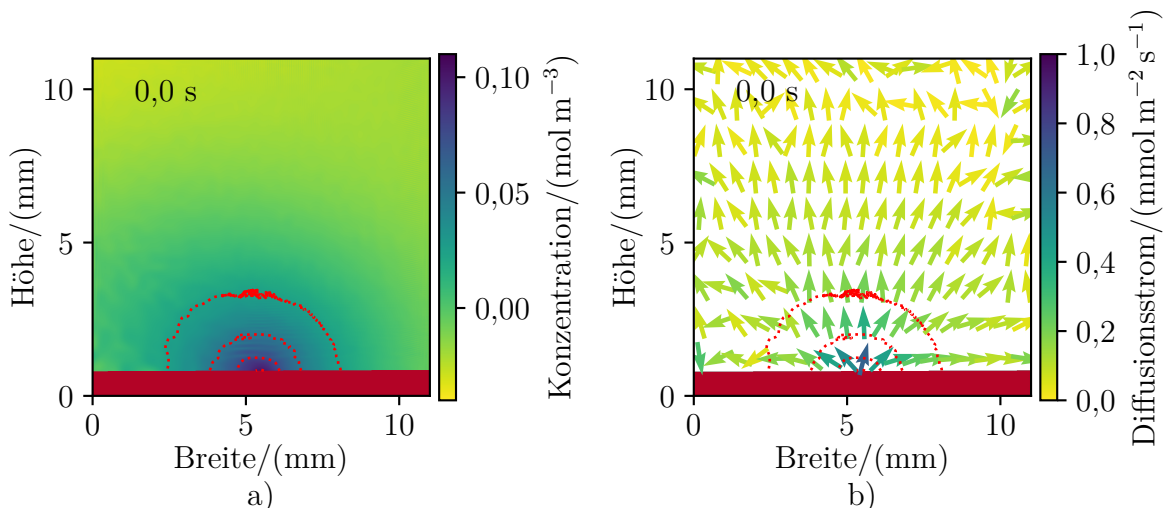 0,0 s
10
5
0
Höhe/(mm)
0
5
10
Breite/(mm)
a)
0,10
0,05
0,00
Konzentration/(mol m⁻³)
0,0 s
10
5
0
Höhe/(mm)
0
5
10
Breite/(mm)
b)
1,0
0,8
0,6
0,4
0,2
0,0
Diffusionsstrom/(mmol m⁻² s⁻¹)